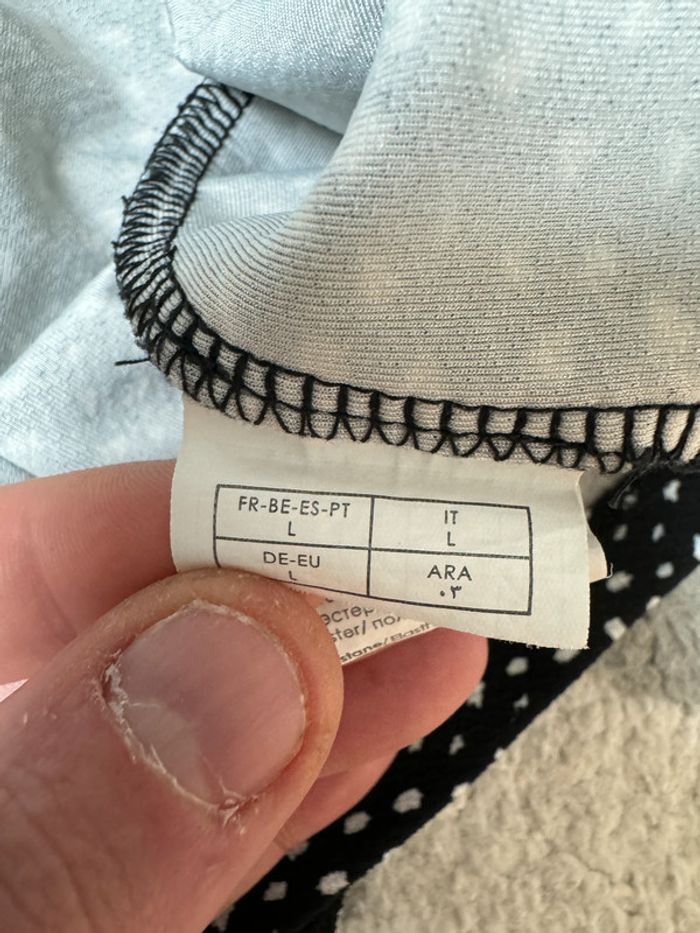 FR-BE-ES-PT
L
IT
L
DE-EU
L
ARA
٠٣